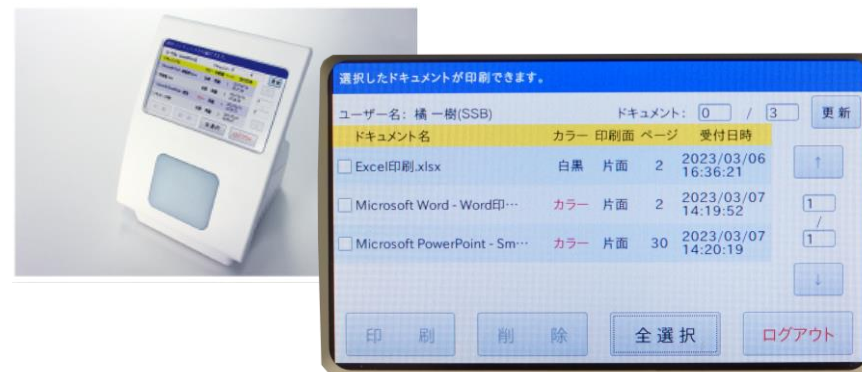 選択したドキュメントが印刷できます。
ユーザー名: 橘 一樹(SSB) ドキュメント: 0 / 3 更新
ドキュメント名 カラー 印刷面 ページ 受付日時
Excel印刷.xlsx 白黒 片面 2 2023/03/06 16:36:21
Microsoft Word - Word印… カラー 片面 2 2023/03/07 14:19:52
Microsoft PowerPoint - Sm… カラー 片面 30 2023/03/07 14:20:19
↑
1
/
1
↓
印 刷 削 除 全 選 択 ログアウト